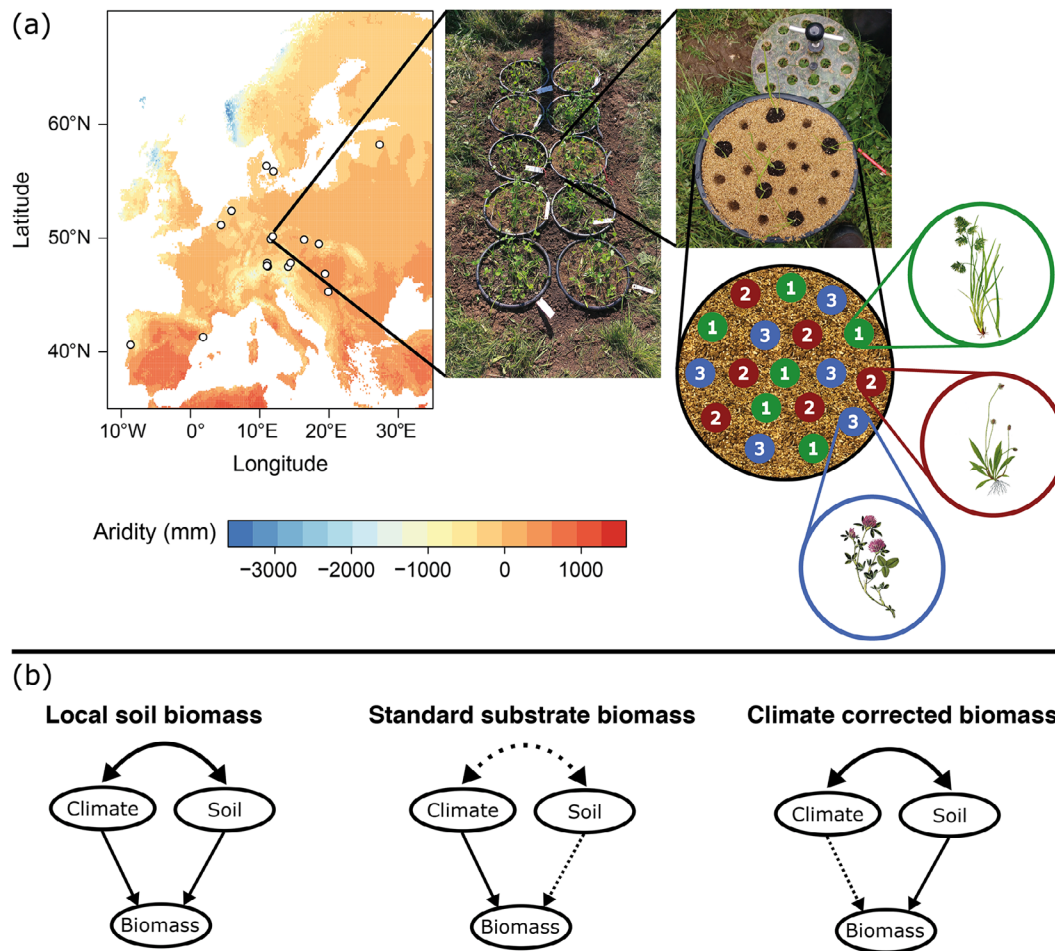 (a)
60°N
50°N
40°N
Latitude
10°W 0° 10°E 20°E 30°E
Longitude
Aridity (mm)
−3000 −2000 −1000 0 1000
1
2 3
1 3 2 1
3 2 1 3 2
2 1 2 3
3 1
(b)
Local soil biomass
Climate Soil
Biomass
Standard substrate biomass
Climate Soil
Biomass
Climate corrected biomass
Climate Soil
Biomass